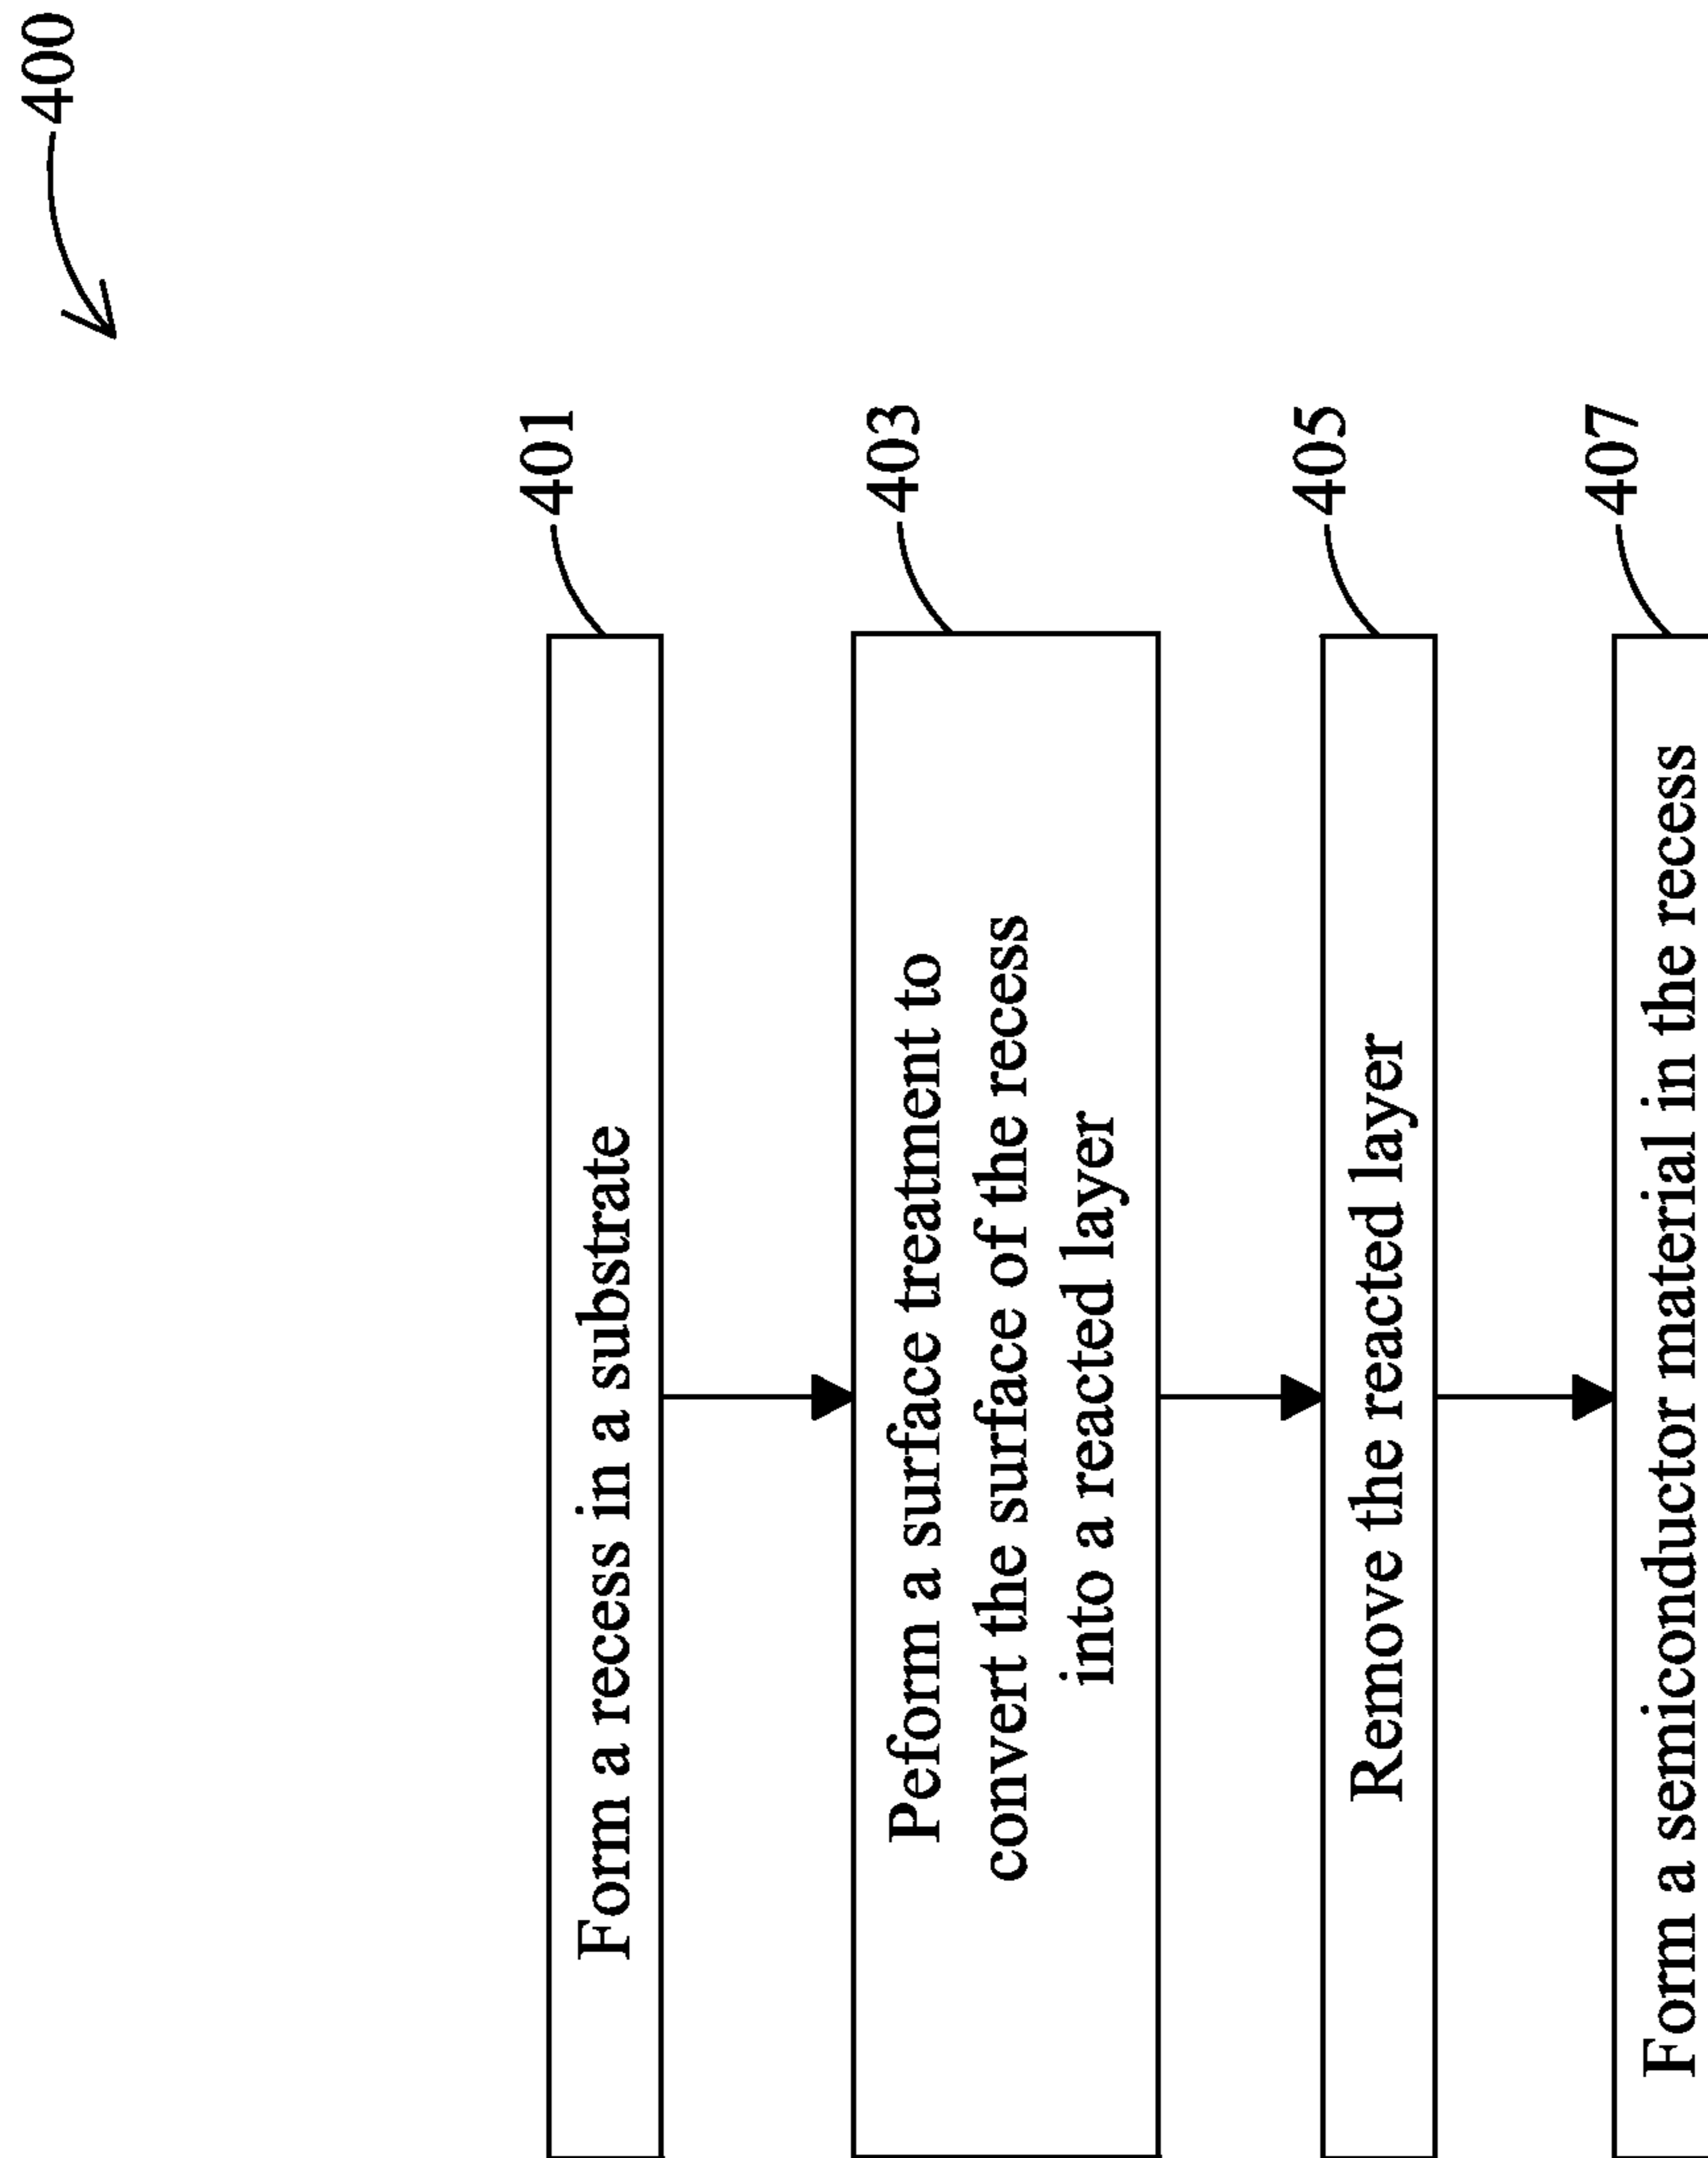 400
401
Form a recess in a substrate
403
Peform a surface treatment to
convert the surface of the recess
into a reacted layer
405
Remove the reacted layer
407
Form a semiconductor material in the recess